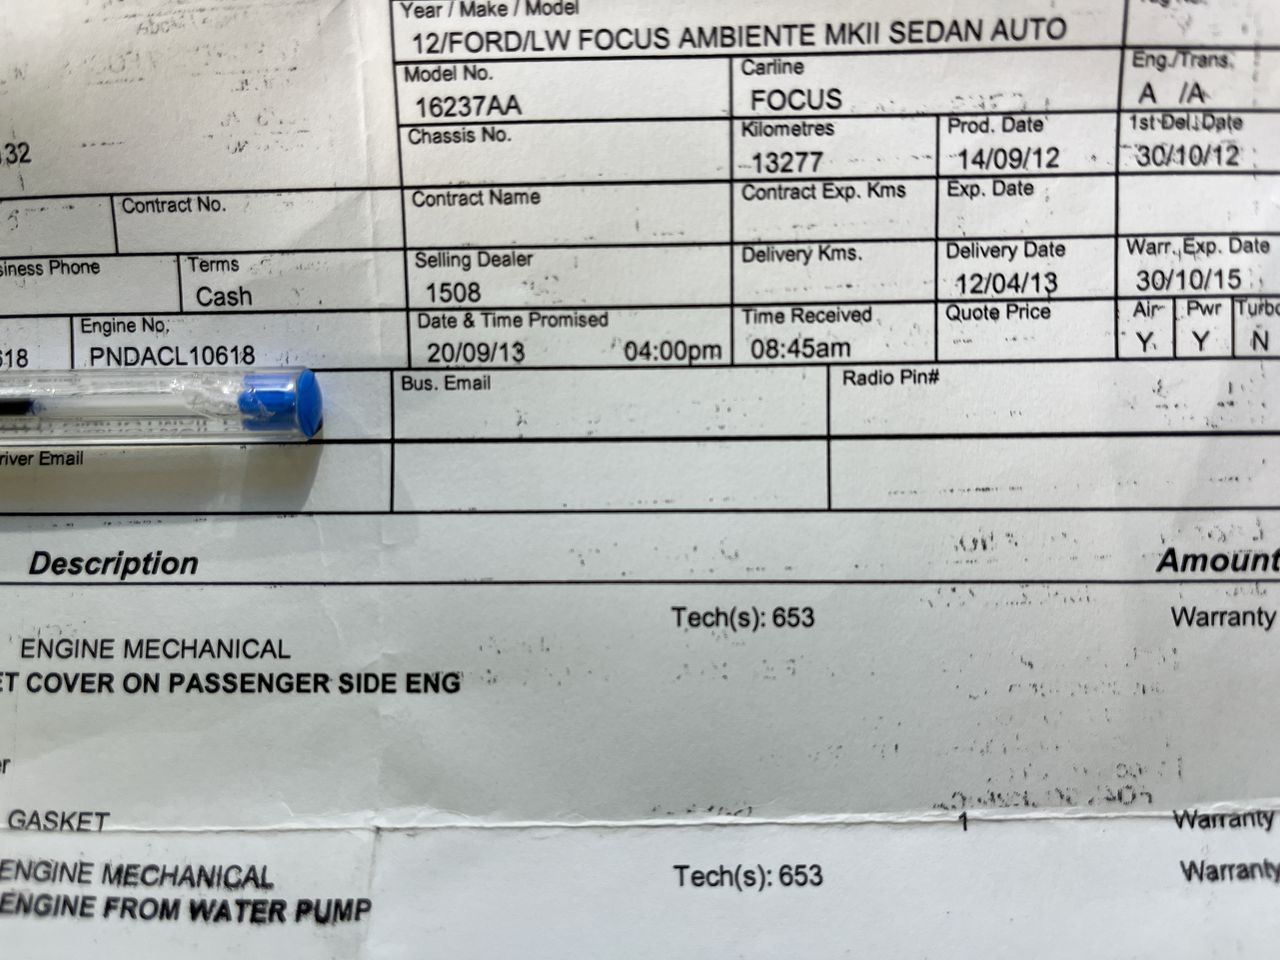 Year / Make / Model
12/FORD/LW FOCUS AMBIENTE MKII SEDAN AUTO
Model No.
16237AA
Carline
FOCUS
Eng./Trans.
A /A
Chassis No.
Kilometres
13277
Prod. Date
14/09/12
1st Del. Date
30/10/12
132
Contract No.
Contract Name
Contract Exp. Kms
Exp. Date
siness Phone
Terms
Cash
Selling Dealer
1508
Delivery Kms.
Delivery Date
12/04/13
Warr. Exp. Date
30/10/15
618
Engine No.
PNDACL10618
Date & Time Promised
20/09/13 04:00pm
Time Received
08:45am
Quote Price
Air
Y
Pwr
Y
Turbo
N
Bus. Email
Radio Pin#
river Email
Description Amount
Tech(s): 653 Warranty
ENGINE MECHANICAL
ET COVER ON PASSENGER SIDE ENG
er
GASKET 1 Warranty
ENGINE MECHANICAL Tech(s): 653 Warranty
ENGINE FROM WATER PUMP